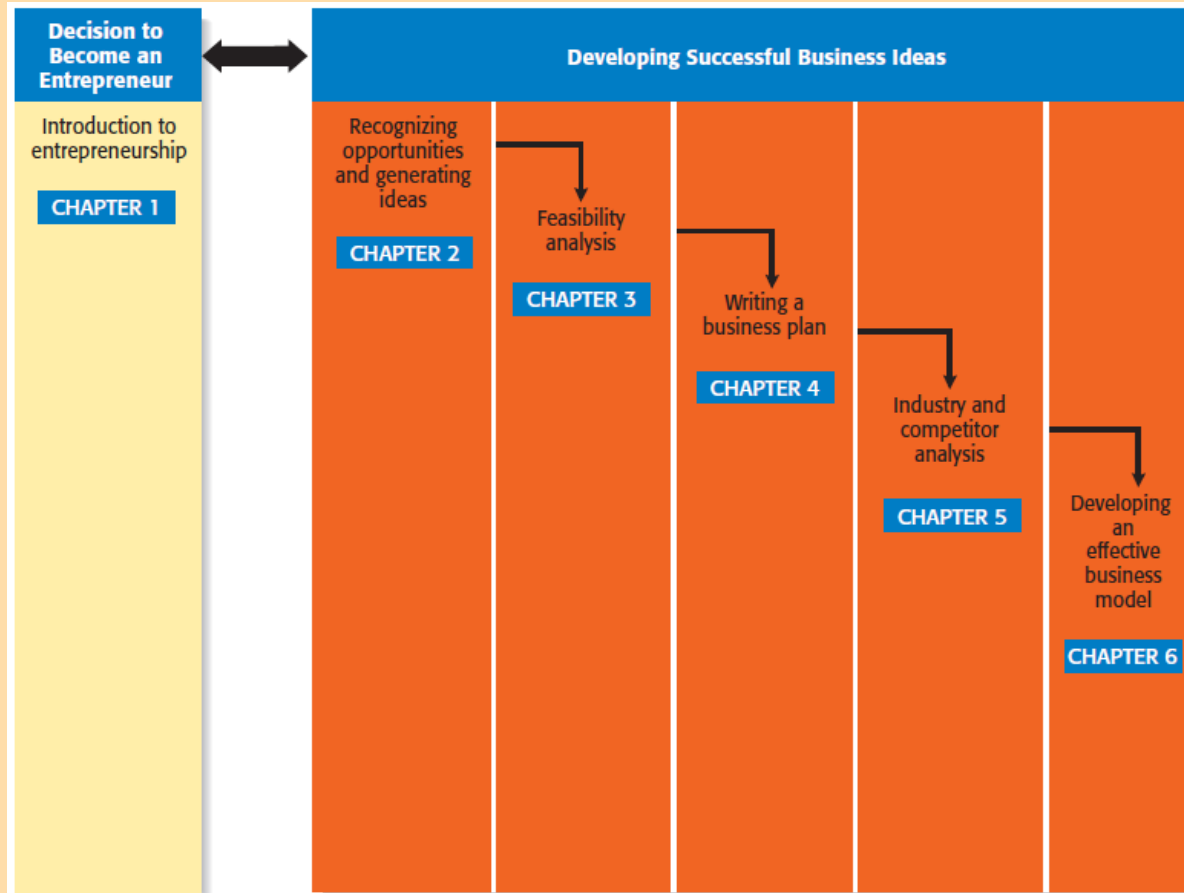 Decision to
Become an
Entrepreneur
Developing Successful Business Ideas
Introduction to
entrepreneurship
CHAPTER 1
Recognizing
opportunities
and generating
ideas
CHAPTER 2
Feasibility
analysis
CHAPTER 3
Writing a
business plan
CHAPTER 4
Industry and
competitor
analysis
CHAPTER 5
Developing
an
effective
business
model
CHAPTER 6